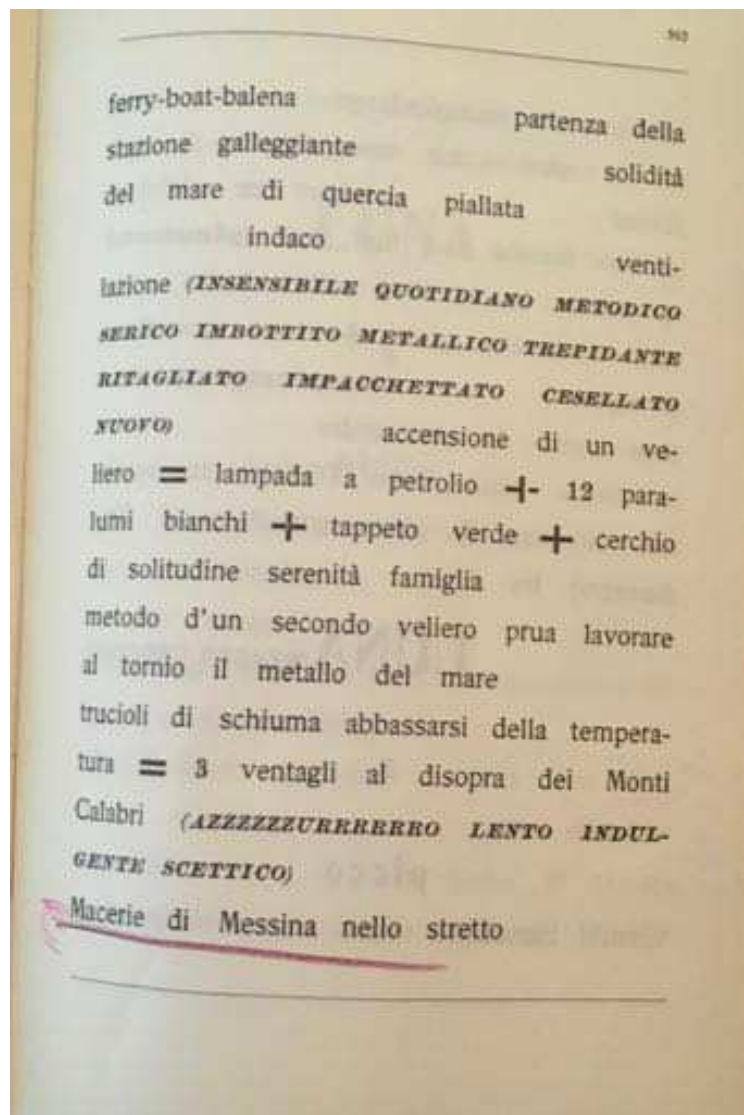 ferry-boat-balena partenza della
stazione galleggiante solidità
del mare di quercia piallata
indaco venti-
lazione (INSENSIBILE QUOTIDIANO METODICO
SERICO IMBOTTITO METALLICO TREPIDANTE
RITAGLIATO IMPACCHETTATO CESELLATO
NUOVO) accensione di un ve-
liero = lampada a petrolio + 12 para-
lumi bianchi + tappeto verde + cerchio
di solitudine serenità famiglia
metodo d'un secondo veliero prua lavorare
al tornio il metallo del mare
trucioli di schiuma abbassarsi della tempera-
tura = 3 ventagli al disopra dei Monti
Calabri (AZZZZZZURRRRRRO LENTO INDUL-
GENTE SCETTICO)
Macerie di Messina nello stretto